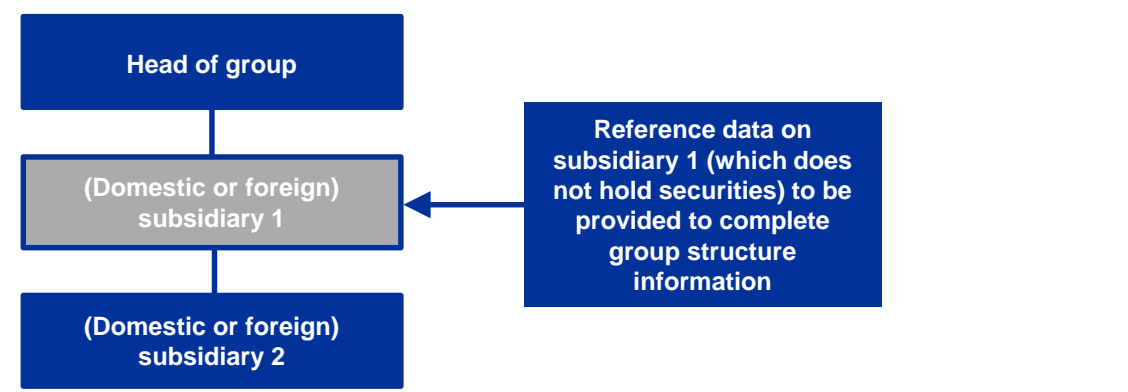 Head of group
(Domestic or foreign)
subsidiary 1
Reference data on
subsidiary 1 (which does
not hold securities) to be
provided to complete
group structure
information
(Domestic or foreign)
subsidiary 2